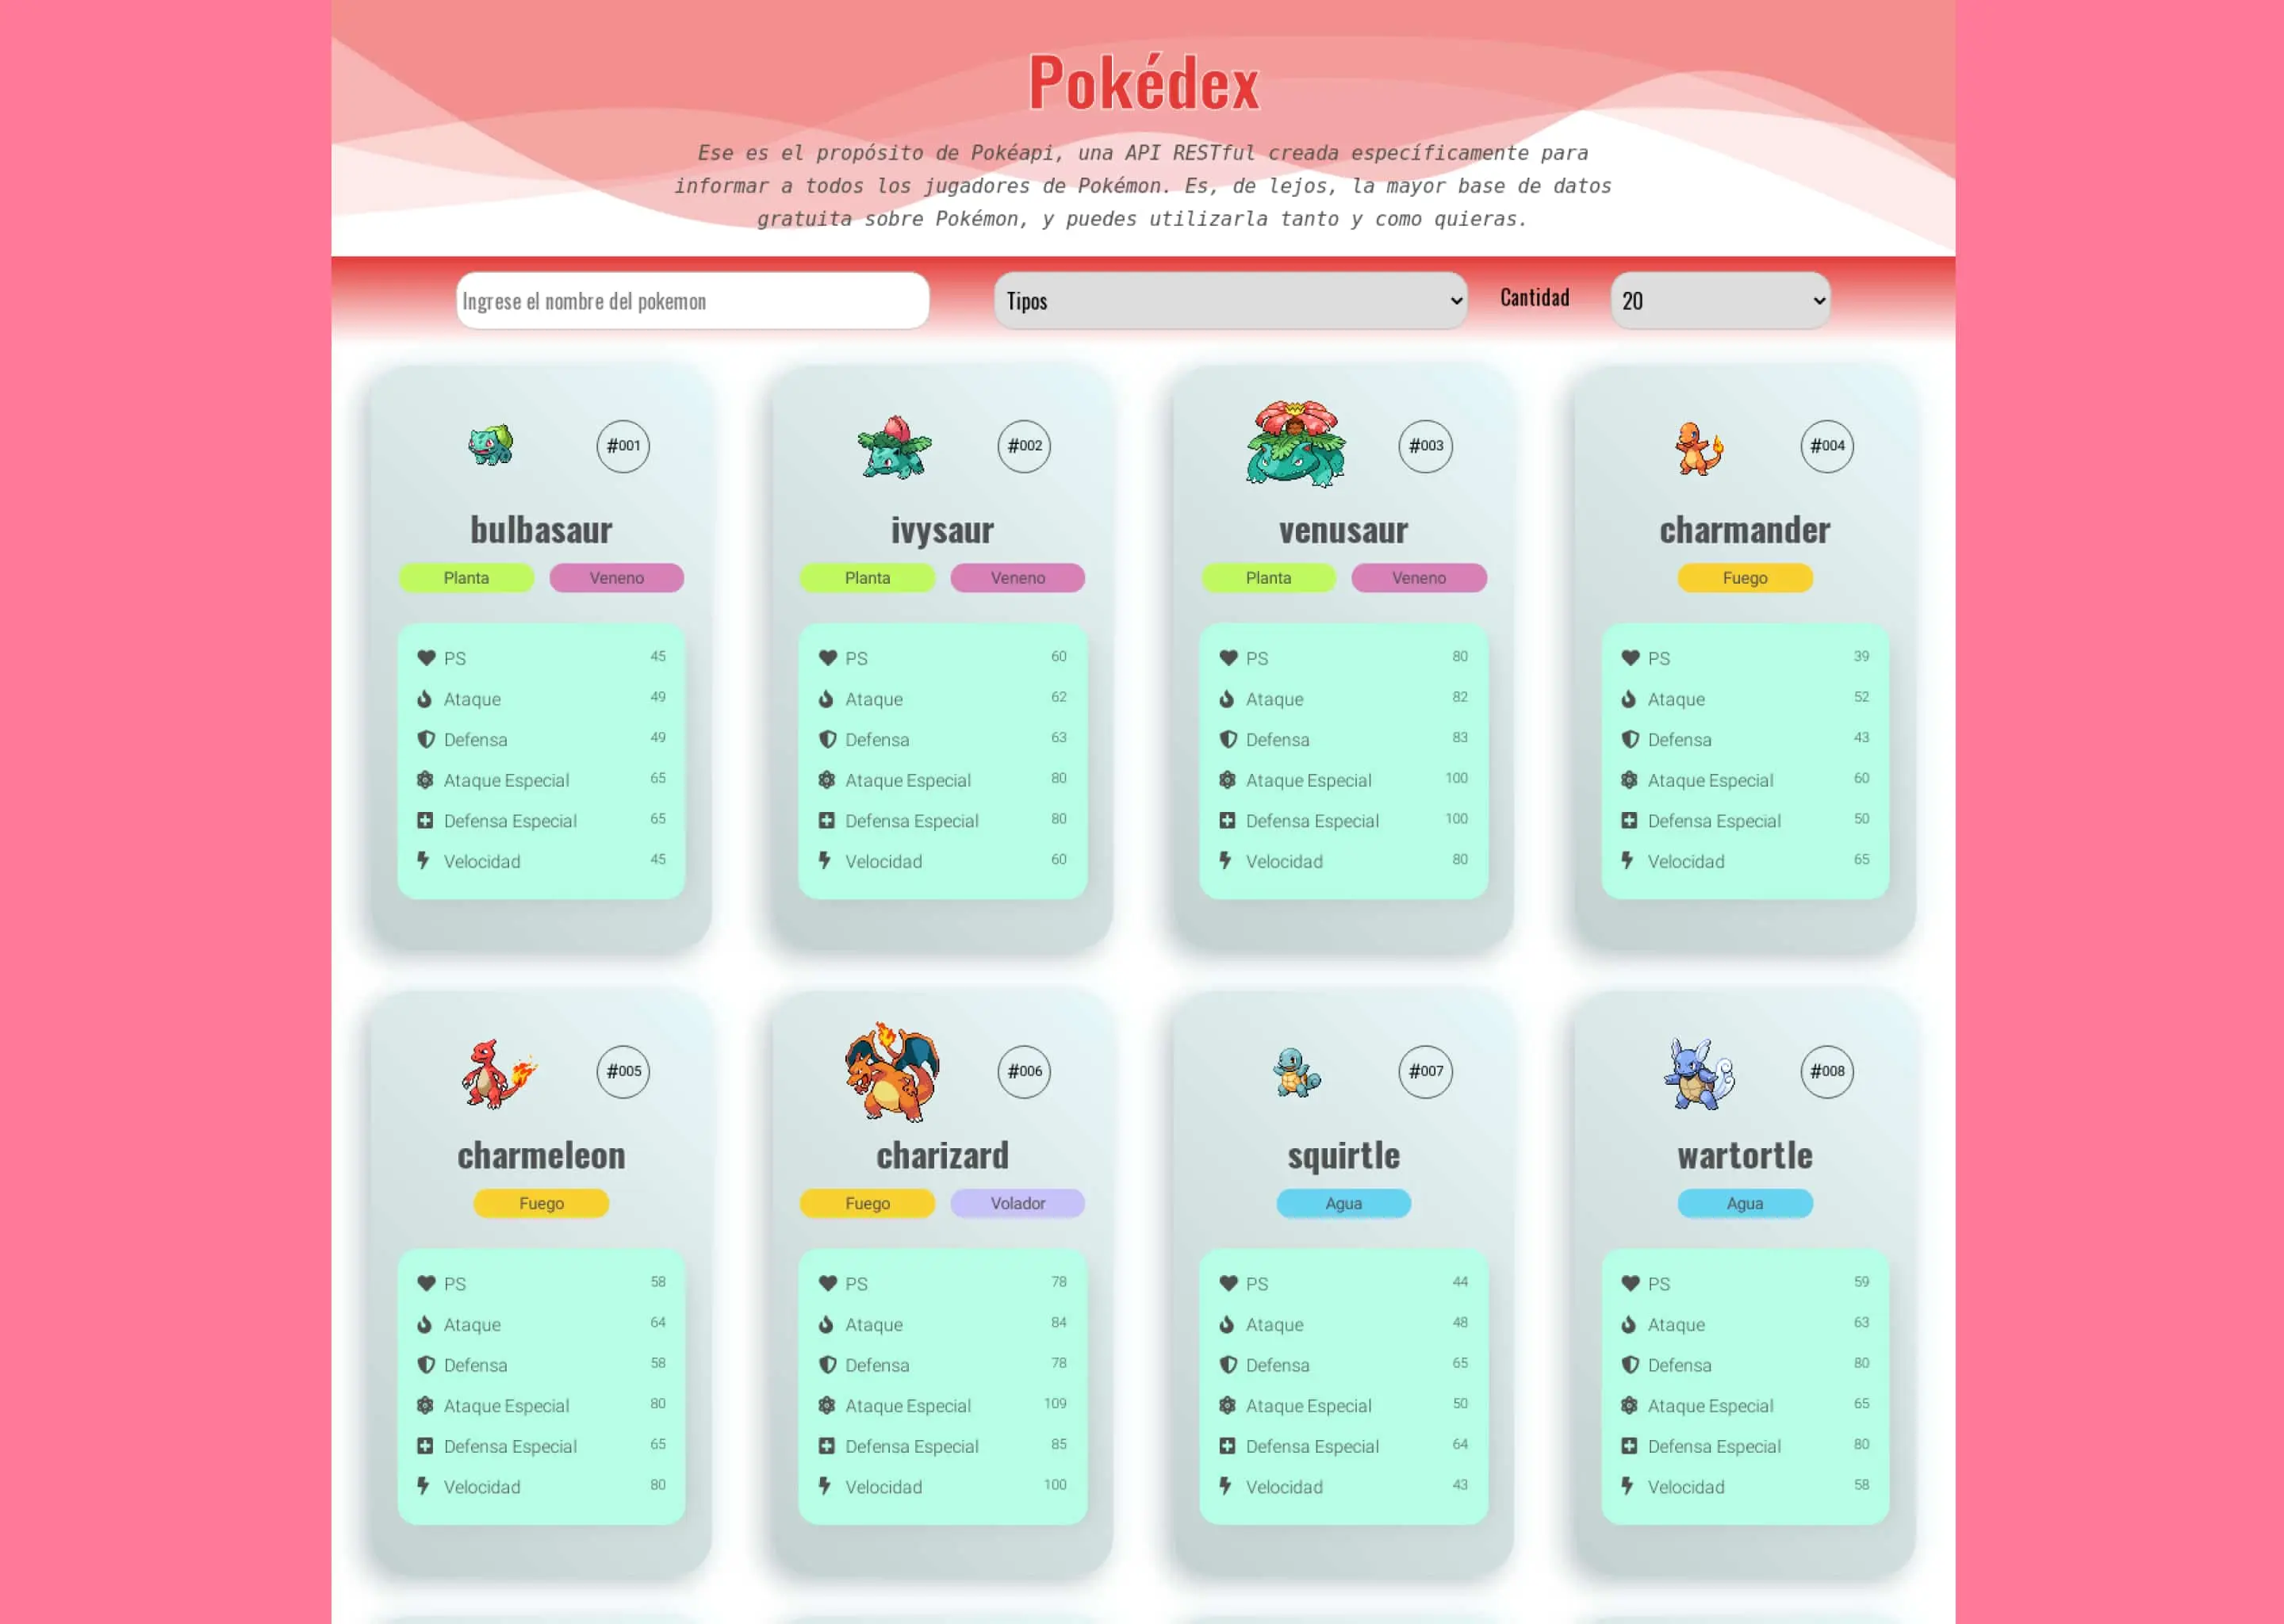 Pokédex
Ese es el propósito de Pokéapi, una API RESTful creada específicamente para
informar a todos los jugadores de Pokémon. Es, de lejos, la mayor base de datos
gratuita sobre Pokémon, y puedes utilizarla tanto y como quieras.
Ingrese el nombre del pokemon
Tipos
Cantidad
20
#001
bulbasaur
Planta Veneno
PS 45
Ataque 49
Defensa 49
Ataque Especial 65
Defensa Especial 65
Velocidad 45
#002
ivysaur
Planta Veneno
PS 60
Ataque 62
Defensa 63
Ataque Especial 80
Defensa Especial 80
Velocidad 60
#003
venusaur
Planta Veneno
PS 80
Ataque 82
Defensa 83
Ataque Especial 100
Defensa Especial 100
Velocidad 80
#004
charmander
Fuego
PS 39
Ataque 52
Defensa 43
Ataque Especial 60
Defensa Especial 50
Velocidad 65
#005
charmeleon
Fuego
PS 58
Ataque 64
Defensa 58
Ataque Especial 80
Defensa Especial 65
Velocidad 80
#006
charizard
Fuego Volador
PS 78
Ataque 84
Defensa 78
Ataque Especial 109
Defensa Especial 85
Velocidad 100
#007
squirtle
Agua
PS 44
Ataque 48
Defensa 65
Ataque Especial 50
Defensa Especial 64
Velocidad 43
#008
wartortle
Agua
PS 59
Ataque 63
Defensa 80
Ataque Especial 65
Defensa Especial 80
Velocidad 58